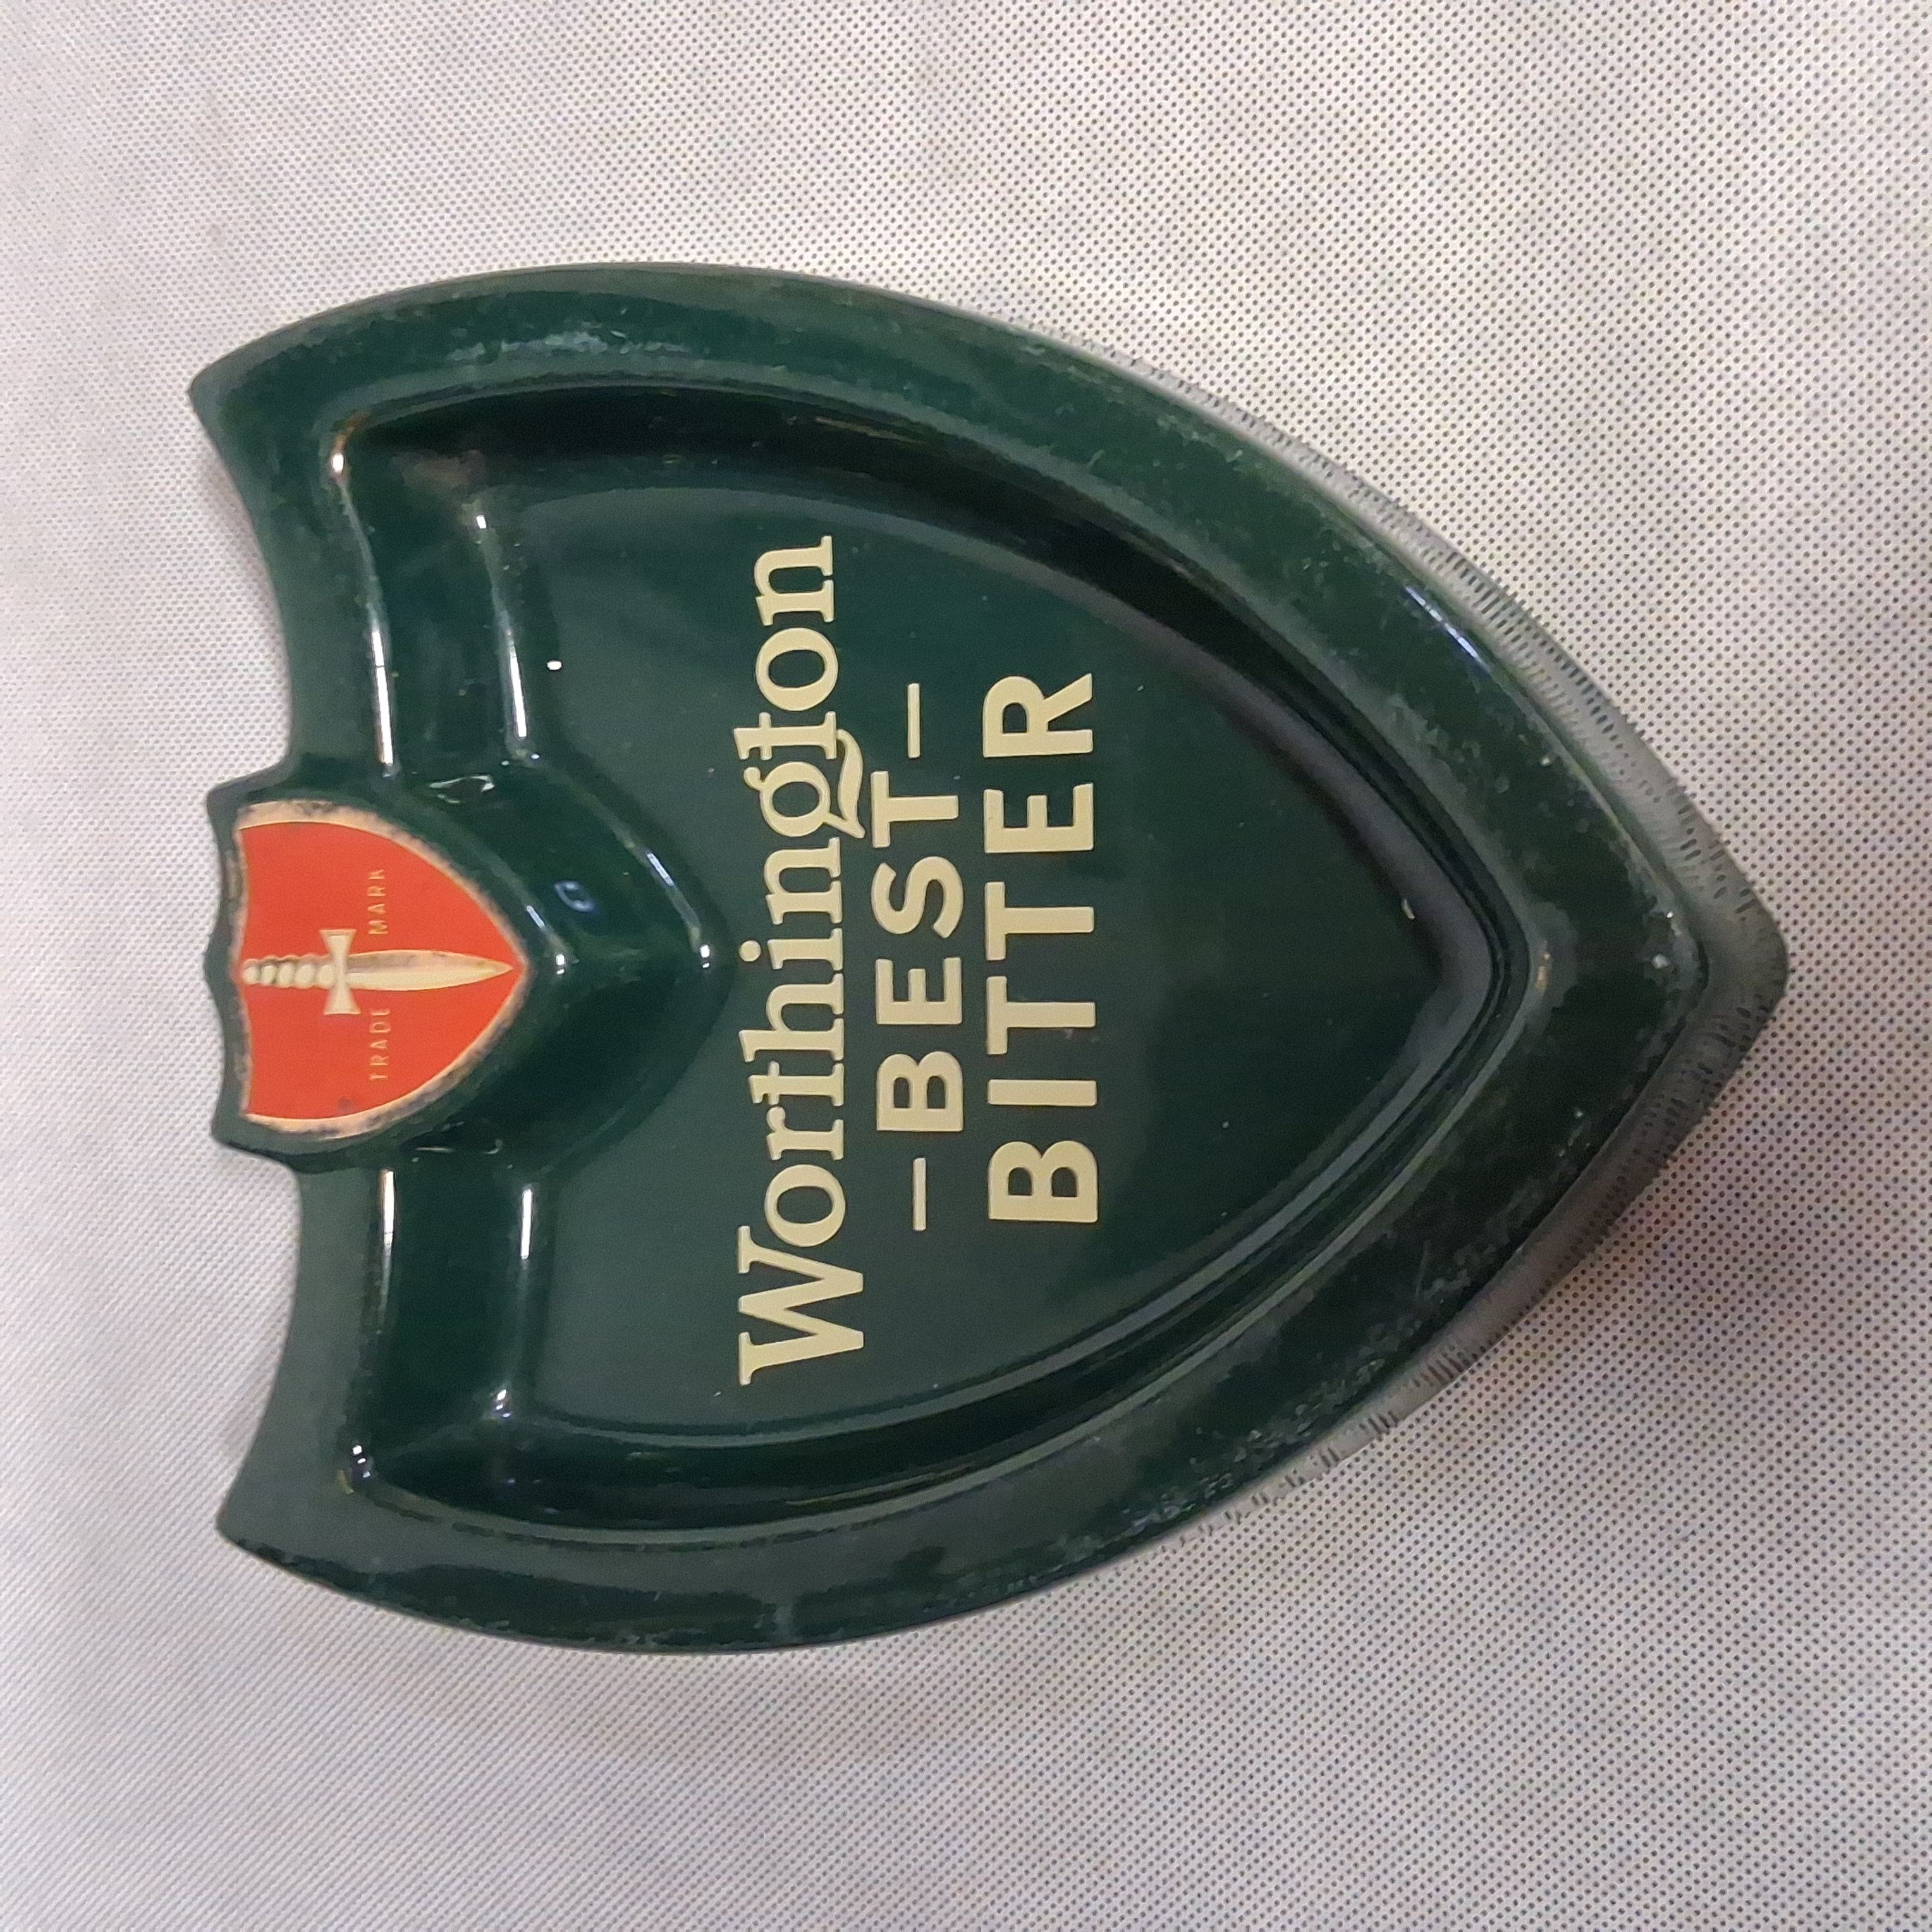 TRADE MARK
Worthington
—BEST—
BITTER